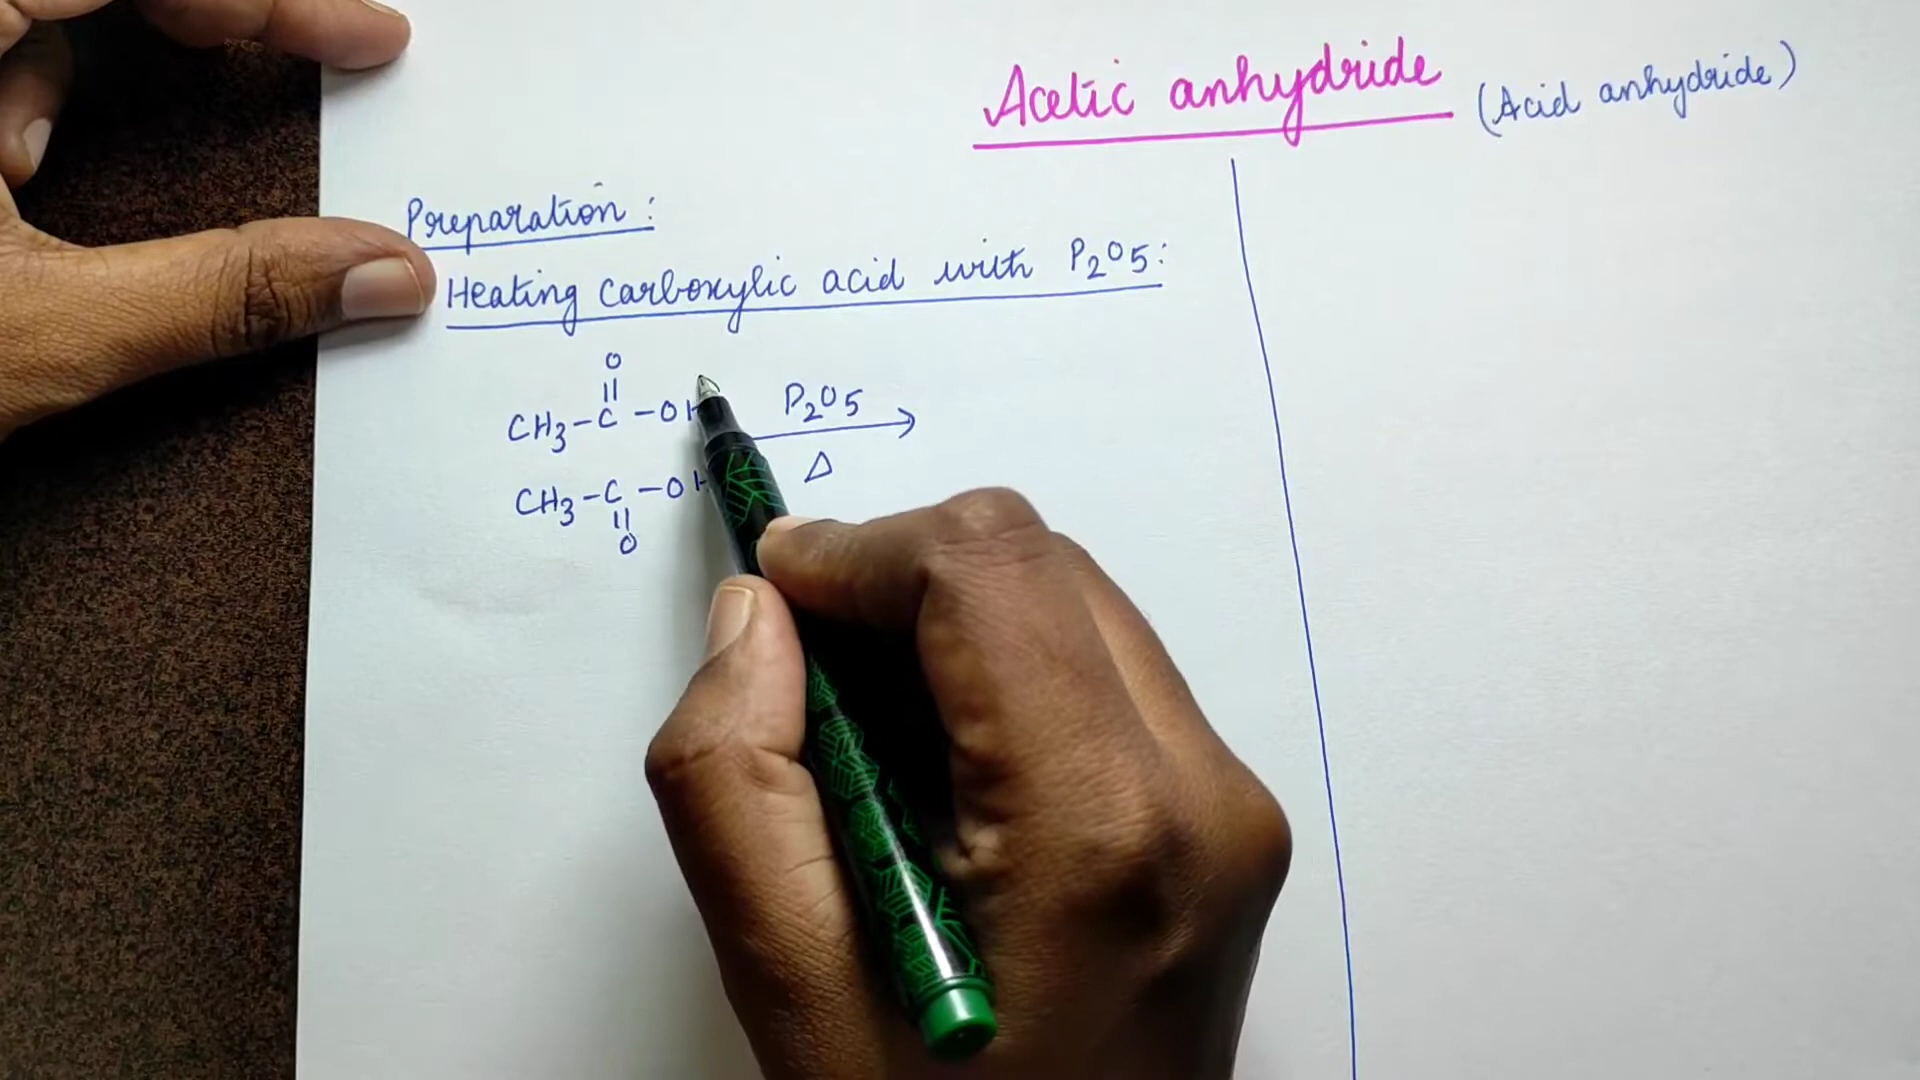 Acetic anhydride (Acid anhydride)
Preparation:
Heating carboxylic acid with P2O5:
O
||
CH3-C-OH P2O5
Δ
CH3-C-OH
||
O